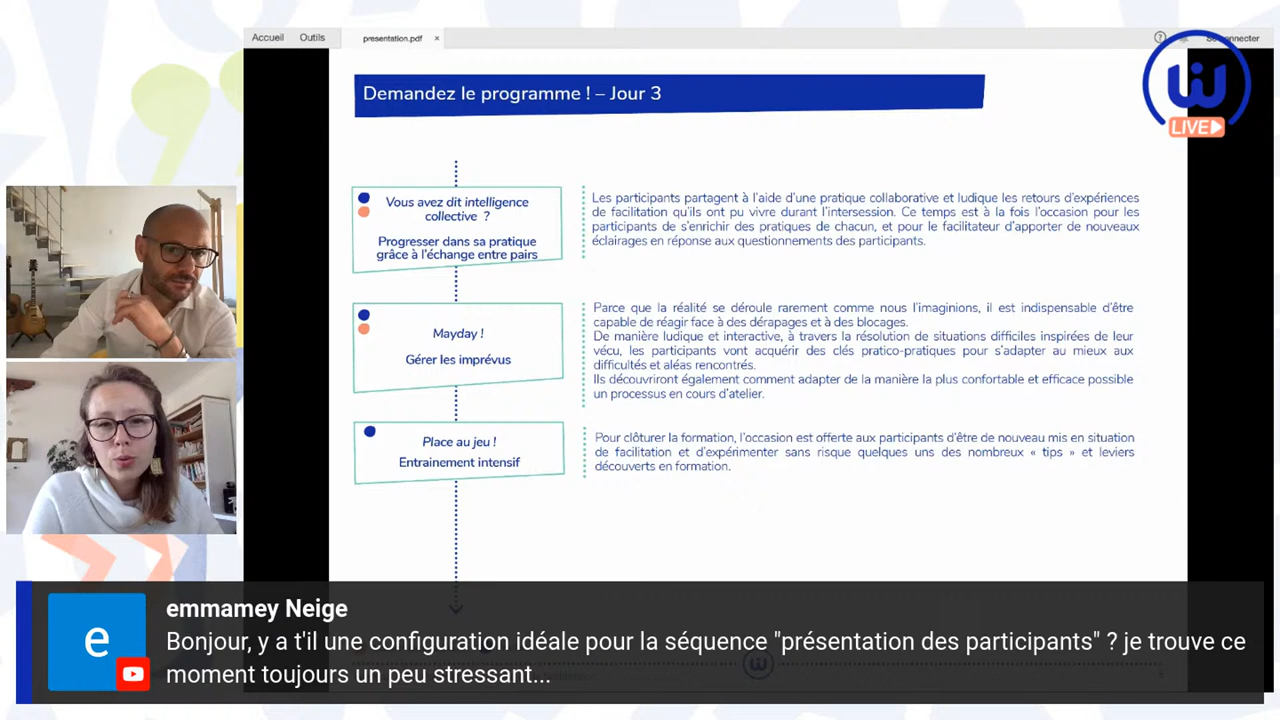 Accueil
Outils
presentation.pdf
Se connecter
LIVE
Demandez le programme ! – Jour 3
Vous avez dit intelligence
collective ?
Progresser dans sa pratique
grâce à l'échange entre pairs
Les participants partagent à l'aide d'une pratique collaborative et ludique les retours d'expériences
de facilitation qu'ils ont pu vivre durant l'intersession. Ce temps est à la fois l'occasion pour les
participants de s'enrichir des pratiques de chacun, et pour le facilitateur d'apporter de nouveaux
éclairages en réponse aux questionnements des participants.
Mayday !
Gérer les imprévus
Parce que la réalité se déroule rarement comme nous l'imaginions, il est indispensable d'être
capable de réagir face à des dérapages et à des blocages.
De manière ludique et interactive, à travers la résolution de situations difficiles inspirées de leur
vécu, les participants vont acquérir des clés pratico-pratiques pour s'adapter au mieux aux
difficultés et aléas rencontrés.
Ils découvriront également comment adapter de la manière la plus confortable et efficace possible
un processus en cours d'atelier.
Place au jeu !
Entrainement intensif
Pour clôturer la formation, l'occasion est offerte aux participants d'être de nouveau mis en situation
de facilitation et d'expérimenter sans risque quelques uns des nombreux « tips » et leviers
découverts en formation.
e
emmamey Neige
Bonjour, y a t'il une configuration idéale pour la séquence "présentation des participants" ? je trouve ce
moment toujours un peu stressant...